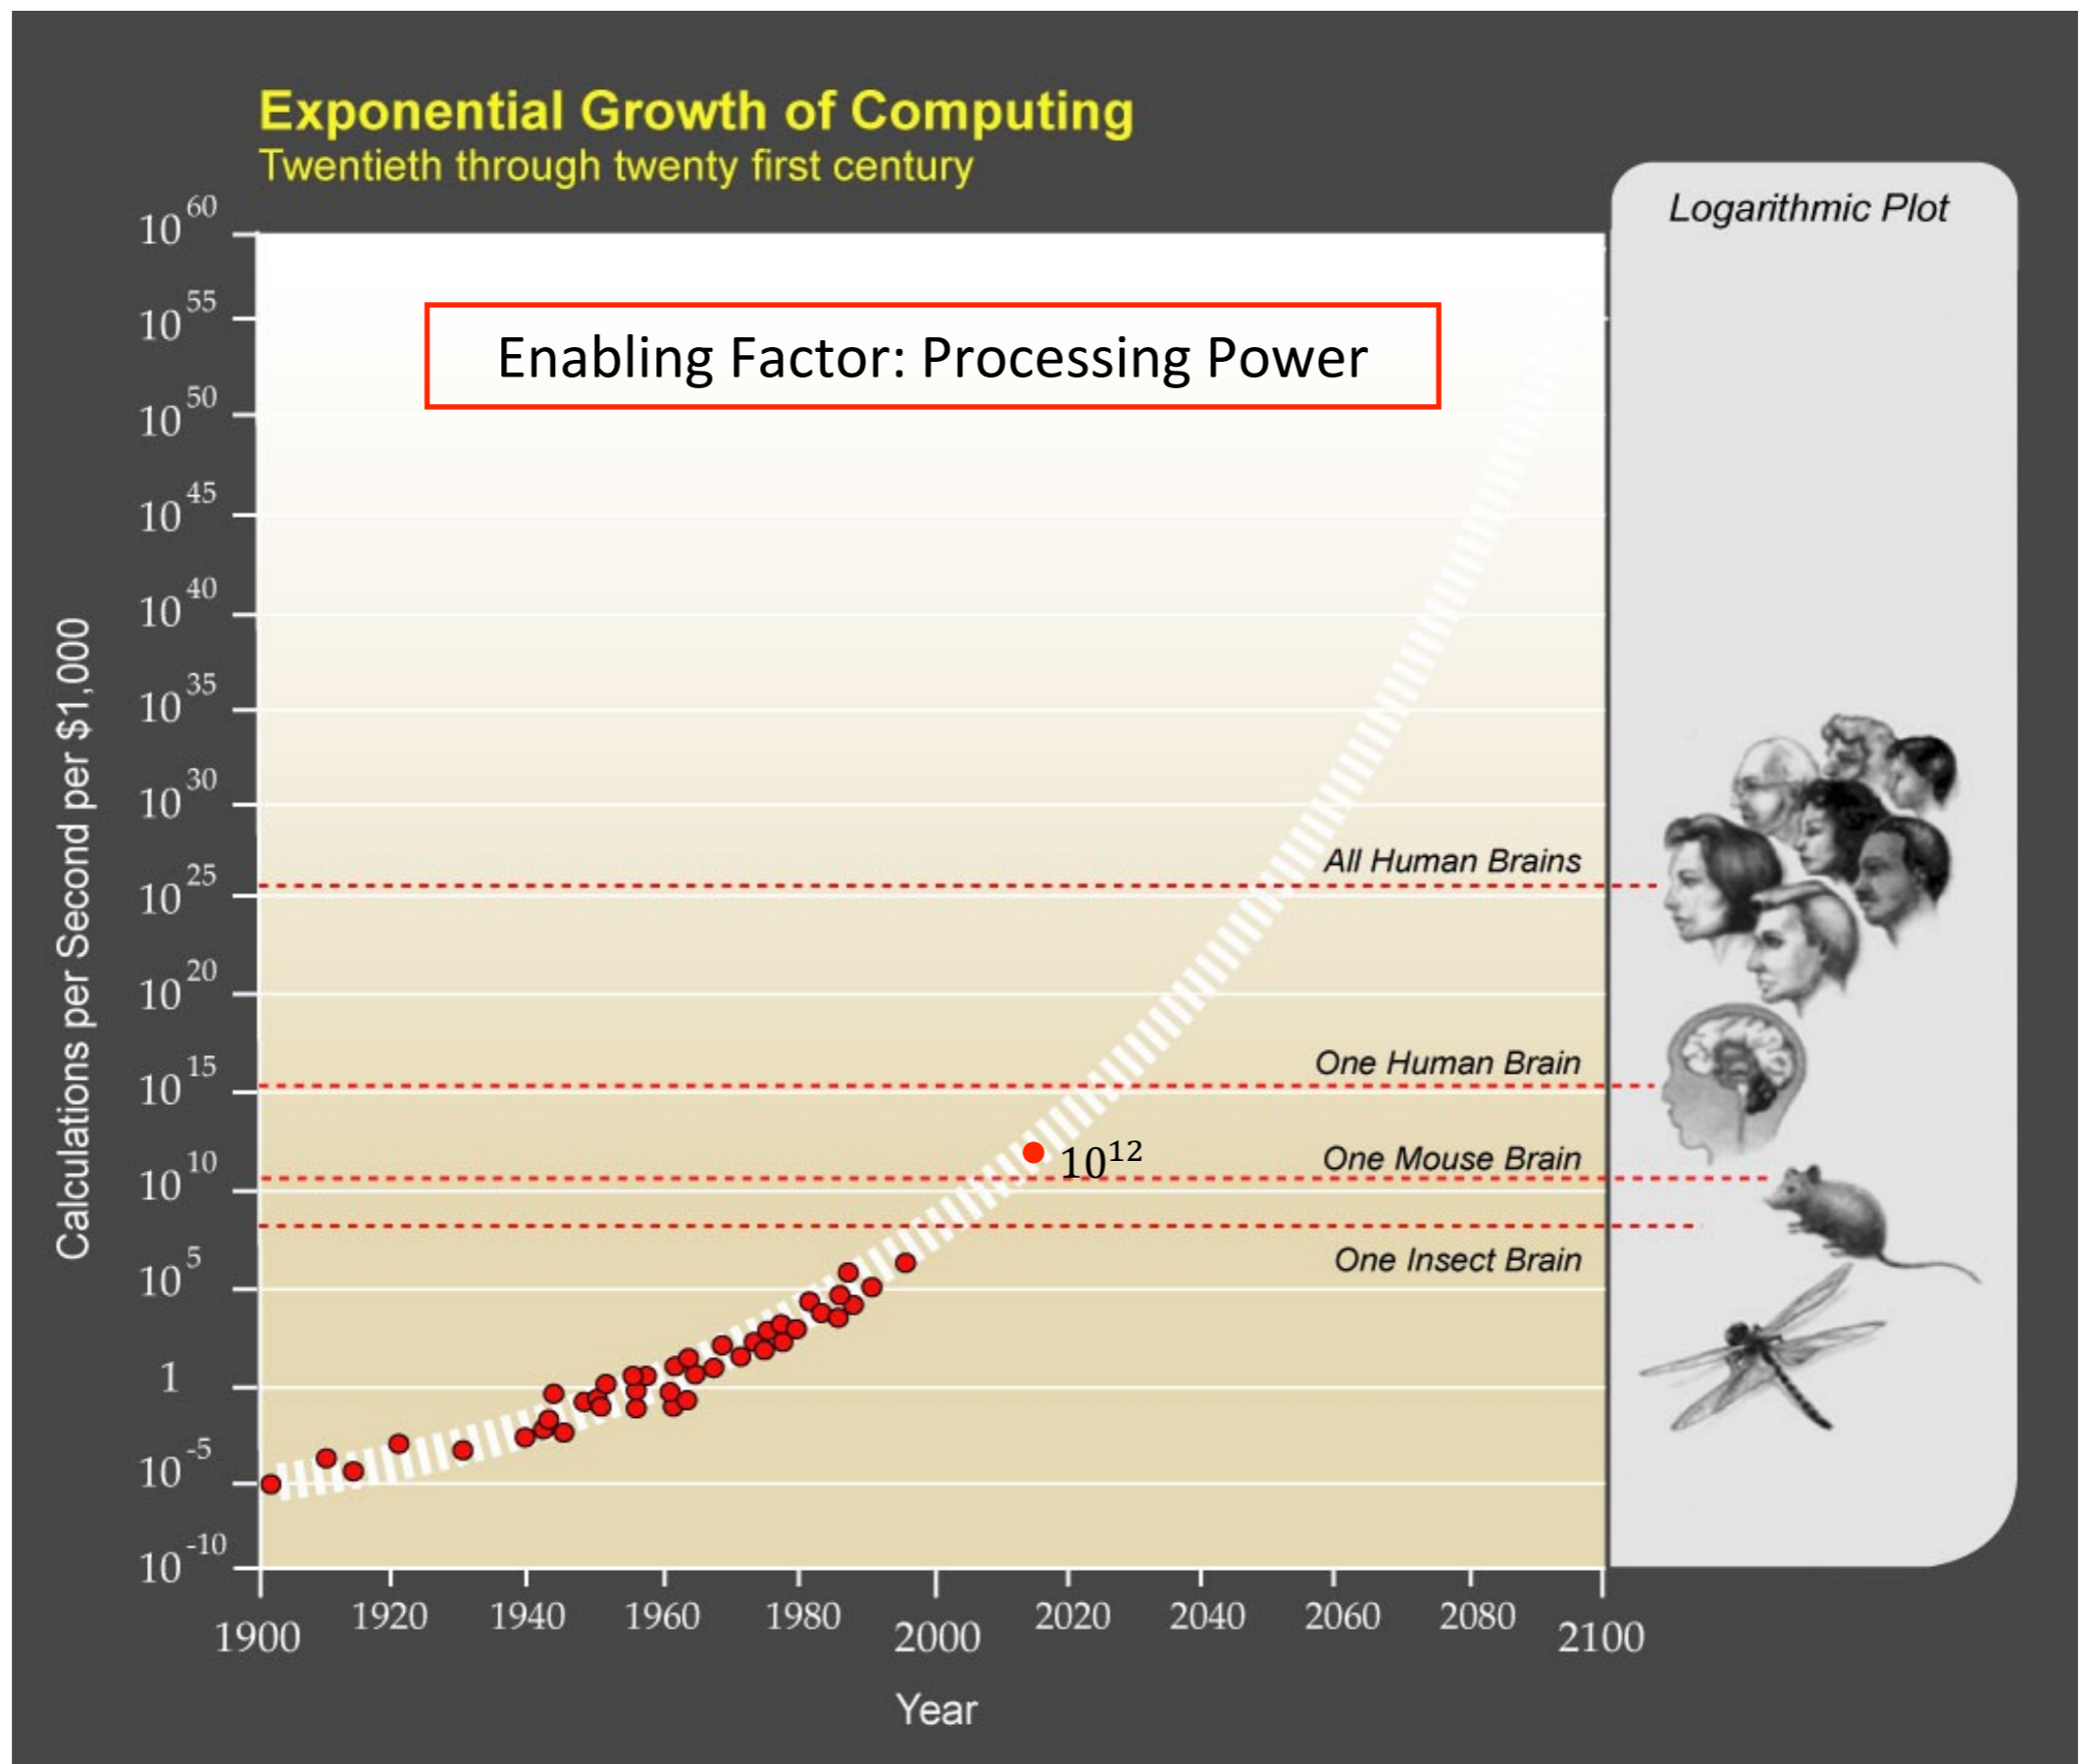 Exponential Growth of Computing
Twentieth through twenty first century
Logarithmic Plot
Enabling Factor: Processing Power
Calculations per Second per $1,000
10^60
10^55
10^50
10^45
10^40
10^35
10^30
10^25
10^20
10^15
10^10
10^5
1
10^-5
10^-10
All Human Brains
One Human Brain
10^12
One Mouse Brain
One Insect Brain
1900 1920 1940 1960 1980 2000 2020 2040 2060 2080 2100
Year